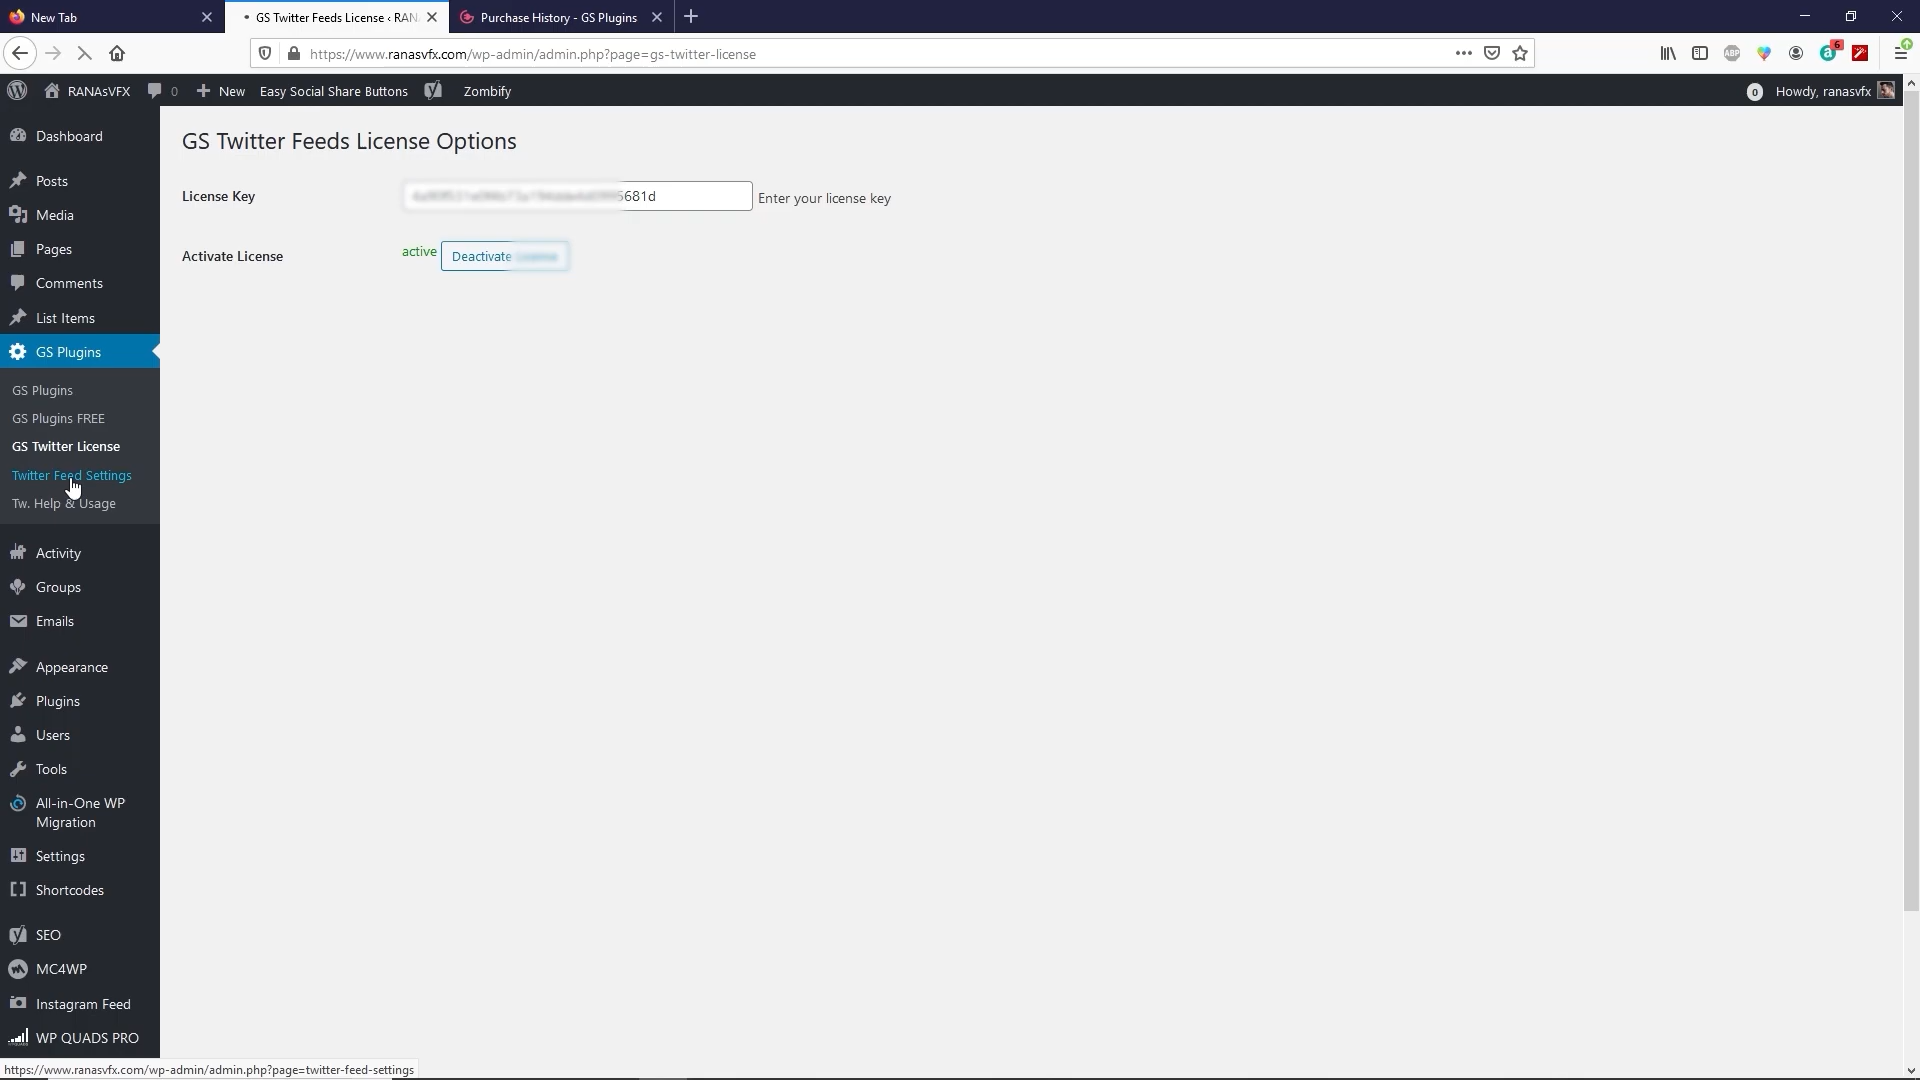 New Tab
GS Twitter Feeds License ‹ RAN
Purchase History - GS Plugins
https://www.ranasvfx.com/wp-admin/admin.php?page=gs-twitter-license
ABP
6
RANAsVFX
0
New
Easy Social Share Buttons
Zombify
0
Howdy, ranasvfx
Dashboard
Posts
Media
Pages
Comments
List Items
GS Plugins
GS Plugins
GS Plugins FREE
GS Twitter License
Twitter Feed Settings
Tw. Help & Usage
Activity
Groups
Emails
Appearance
Plugins
Users
Tools
All-in-One WP
Migration
Settings
Shortcodes
SEO
MC4WP
Instagram Feed
WP QUADS PRO
GS Twitter Feeds License Options
License Key
5681d
Enter your license key
Activate License
active
Deactivate
https://www.ranasvfx.com/wp-admin/admin.php?page=twitter-feed-settings